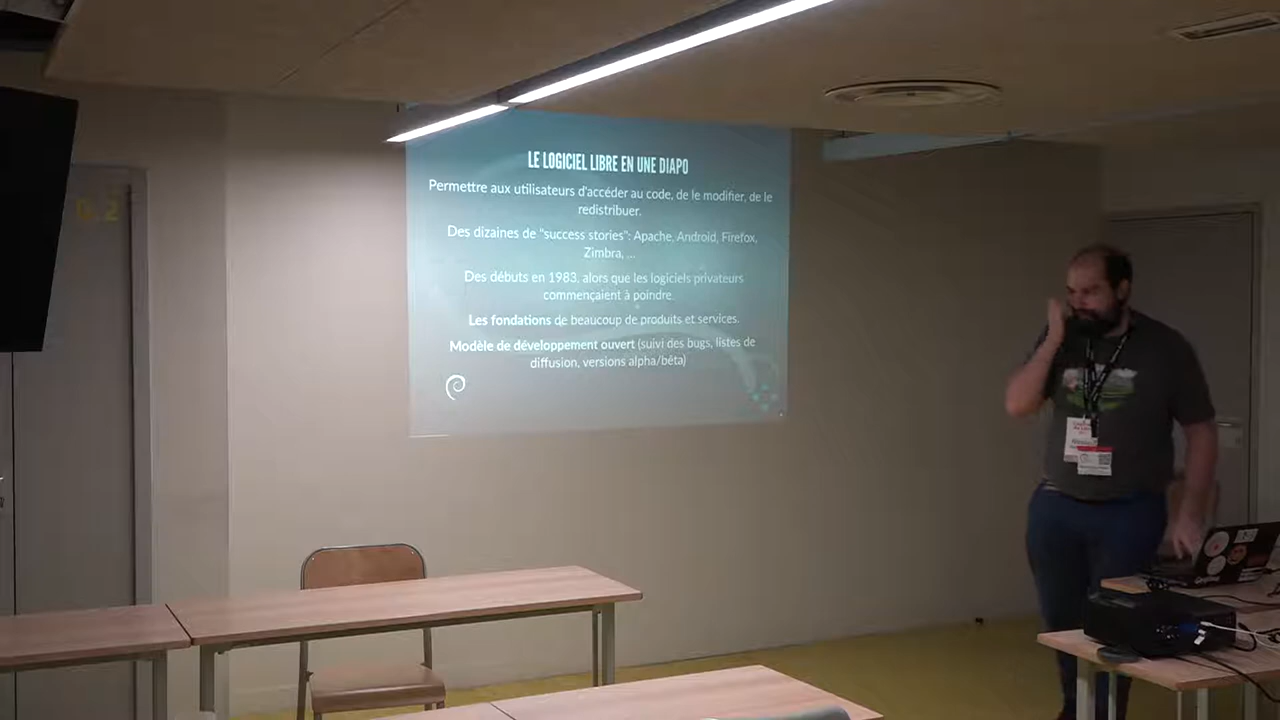 LE LOGICIEL LIBRE EN UNE DIAPO
Permettre aux utilisateurs d'accéder au code, de le modifier, de le
redistribuer.
Des dizaines de "success stories": Apache, Android, Firefox,
Zimbra, ...
Des débuts en 1983, alors que les logiciels privateurs
commençaient à poindre.
Les fondations de beaucoup de produits et services.
Modèle de développement ouvert (suivi des bugs, listes de
diffusion, versions alpha/bêta)